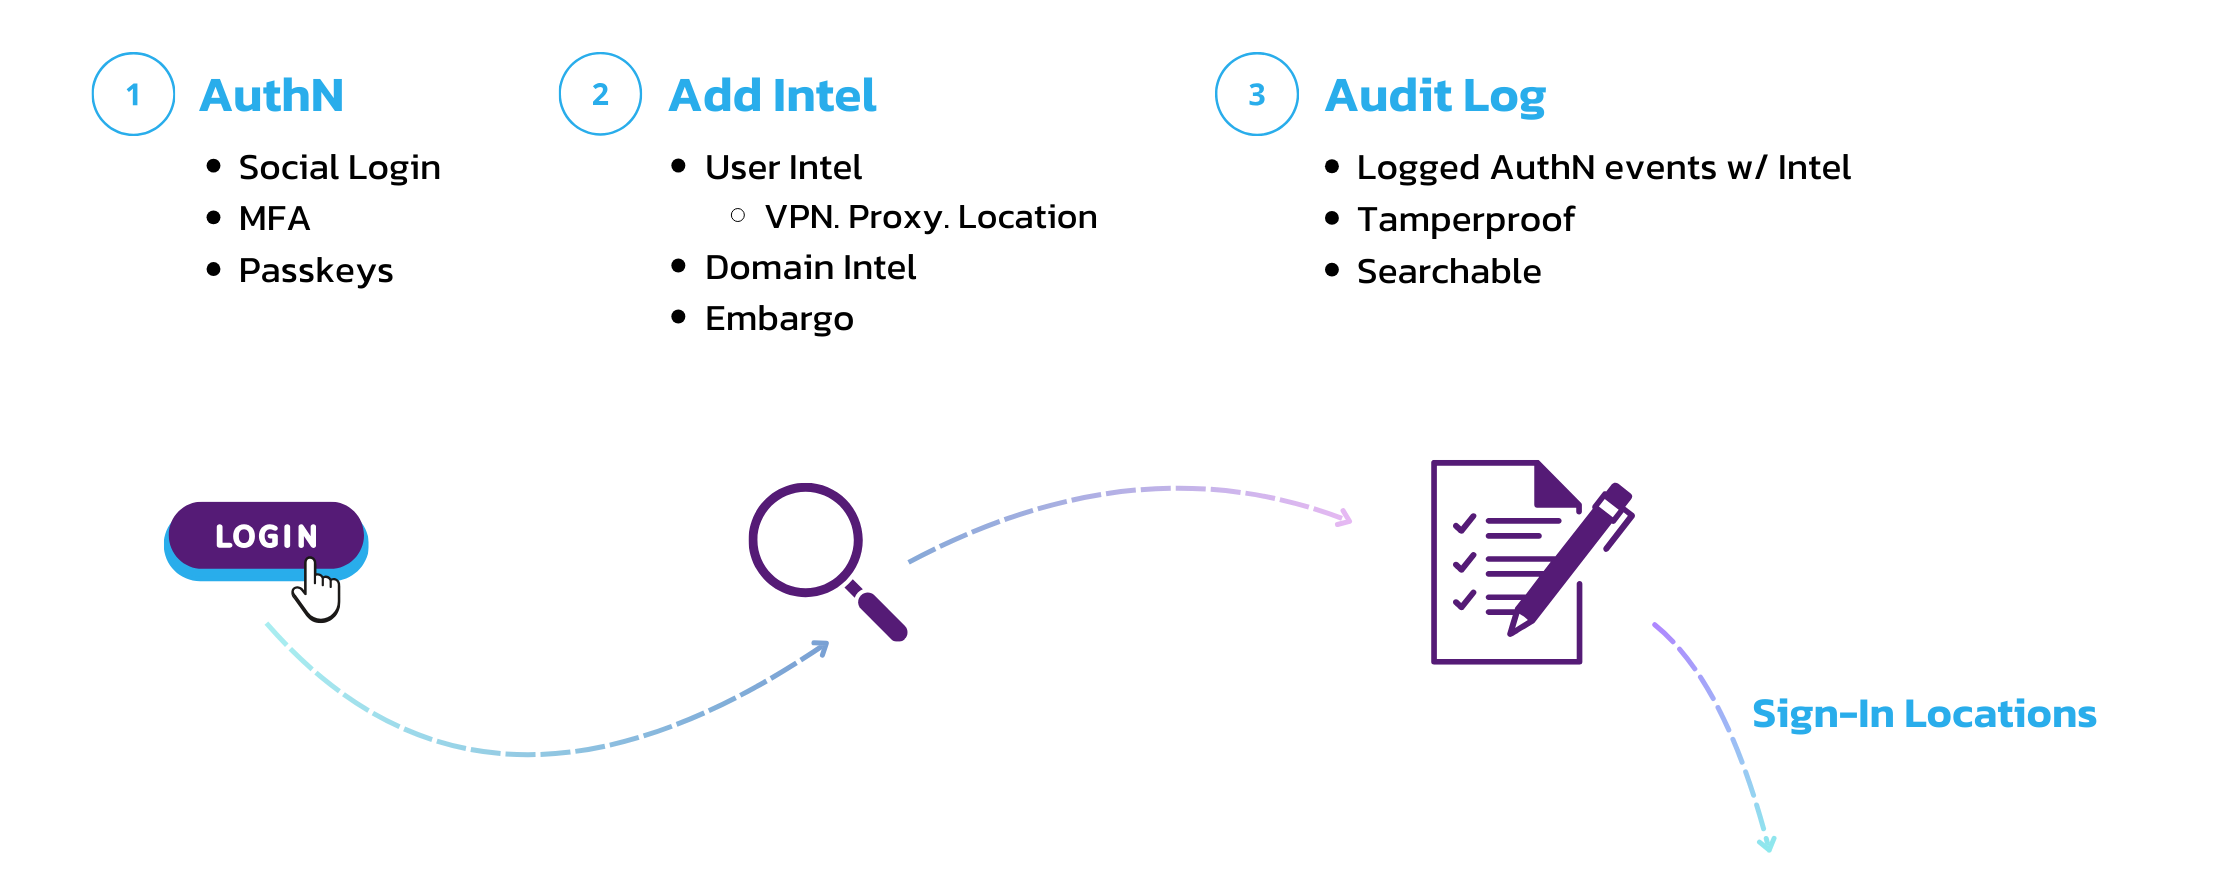 1 AuthN
Social Login
MFA
Passkeys
2 Add Intel
User Intel
VPN. Proxy. Location
Domain Intel
Embargo
3 Audit Log
Logged AuthN events w/ Intel
Tamperproof
Searchable
LOGIN
Sign-In Locations